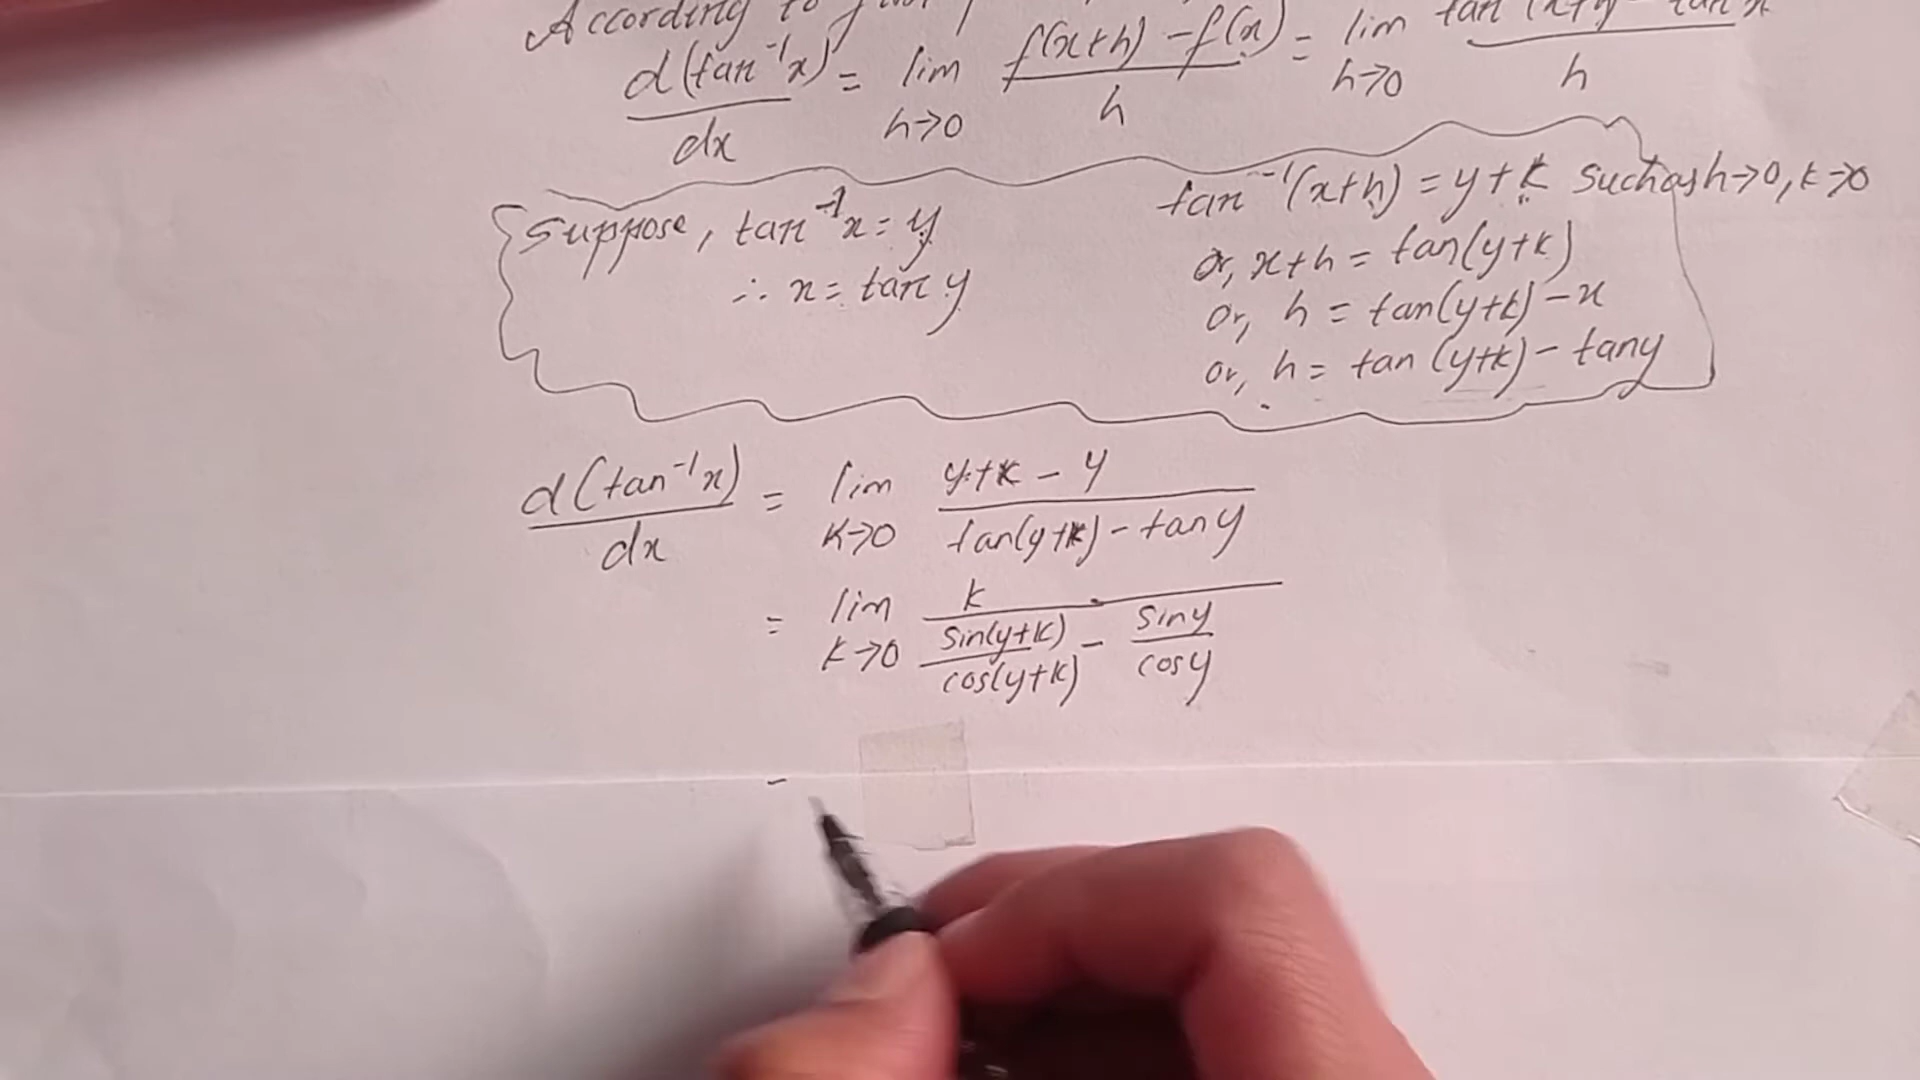 According to
d(tan⁻¹x)/dx = lim h→0 f(x+h) - f(x)/h = lim h→0 tan (x+h) - tan x/h
Suppose, tan⁻¹x = y
∴ x = tan y
tan⁻¹(x+h) = y+k such as h→0, k→0
or, x+h = tan(y+k)
or, h = tan(y+k) - x
or, h = tan (y+k) - tany
d(tan⁻¹x)/dx = lim k→0 y+k - y/tan(y+k) - tany
= lim k→0 k/sin(y+k)/cos(y+k) - siny/cosy
-